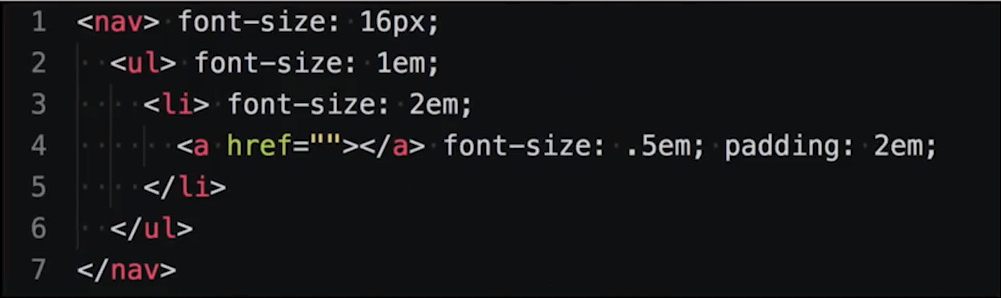 1 <nav> font-size: 16px;
2 <ul> font-size: 1em;
3 <li> font-size: 2em;
4 <a href=""></a> font-size: .5em; padding: 2em;
5 </li>
6 </ul>
7 </nav>